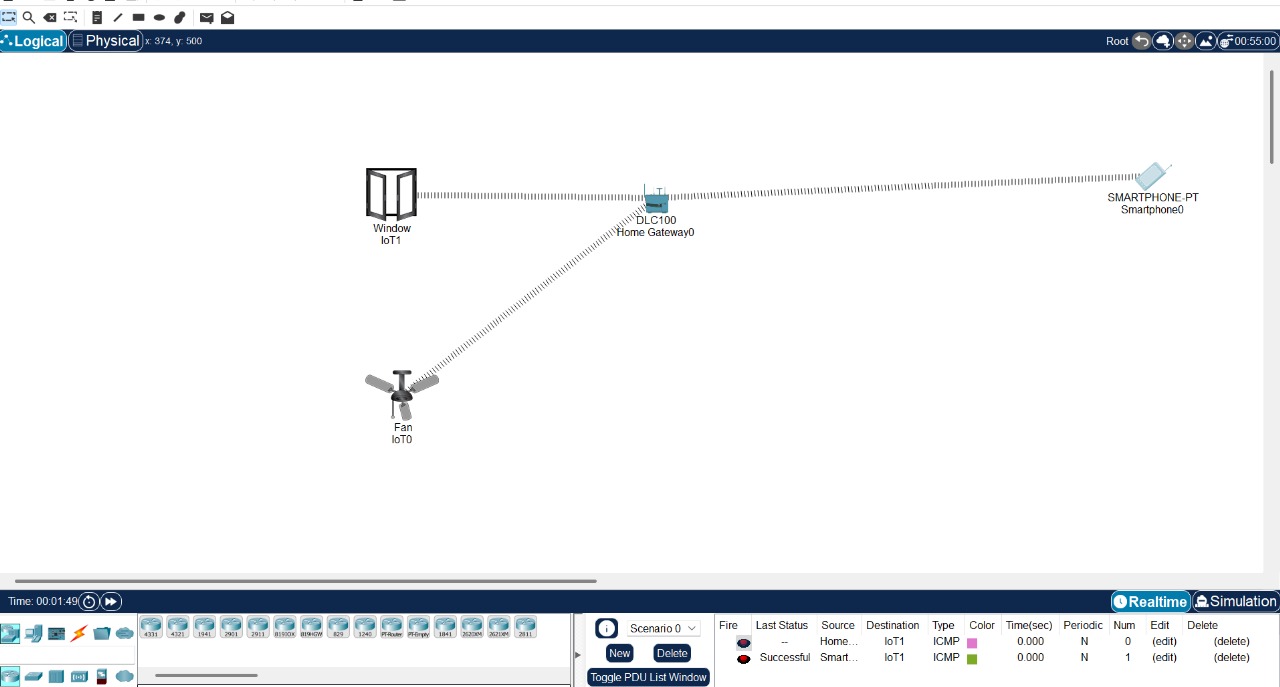 Logical Physical x: 374, y: 500 Root 00:55:00
Window
IoT1
DLC100
Home Gateway0
SMARTPHONE-PT
Smartphone0
Fan
IoT0
Time: 00:01:49 Realtime Simulation
4331 4321 1941 2901 2911 819IOX 819HGW 829 1240 PT-Router PT-Empty 1841 2620XM 2621XM 2811
Scenario 0
New Delete
Toggle PDU List Window
Fire Last Status Source Destination Type Color Time(sec) Periodic Num Edit Delete
-- Home... IoT1 ICMP 0.000 N 0 (edit) (delete)
Successful Smart... IoT1 ICMP 0.000 N 1 (edit) (delete)